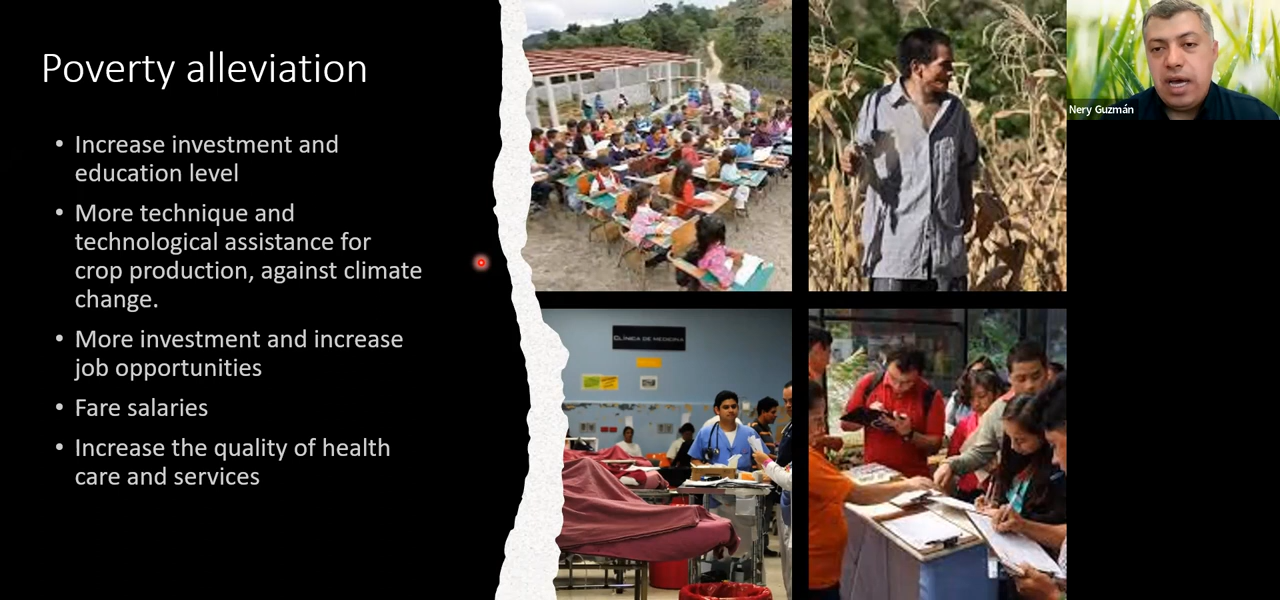 Poverty alleviation
• Increase investment and
education level
• More technique and
technological assistance for
crop production, against climate
change.
• More investment and increase
job opportunities
• Fare salaries
• Increase the quality of health
care and services
CLÍNICA DE MEDICINA
Nery Guzmán